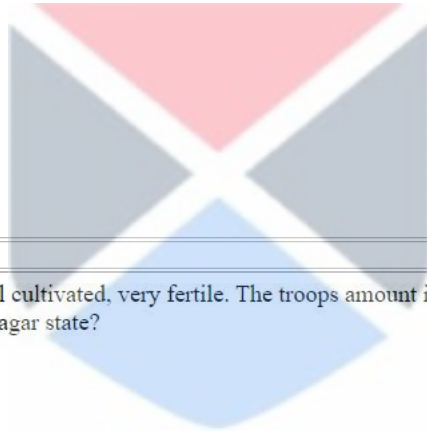 cultivated, very fertile. The troops amount
agar state?